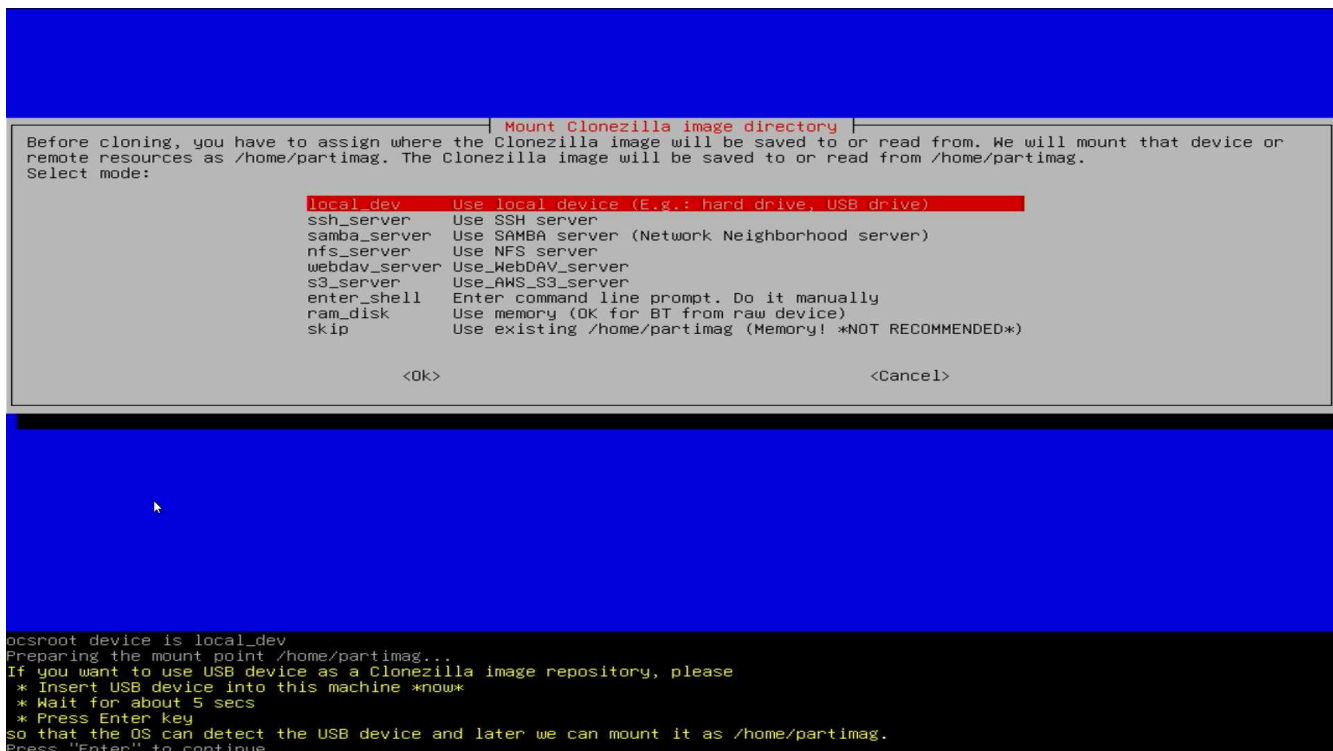 Mount Clonezilla image directory
Before cloning, you have to assign where the Clonezilla image will be saved to or read from. We will mount that device or
remote resources as /home/partimag. The Clonezilla image will be saved to or read from /home/partimag.
Select mode:
local_dev Use local device (E.g.: hard drive, USB drive)
ssh_server Use SSH server
samba_server Use SAMBA server (Network Neighborhood server)
nfs_server Use NFS server
webdav_server Use_WebDAV_server
s3_server Use_AWS_S3_server
enter_shell Enter command line prompt. Do it manually
ram_disk Use memory (OK for BT from raw device)
skip Use existing /home/partimag (Memory! *NOT RECOMMENDED*)
<Ok> <Cancel>
ocsroot device is local_dev
Preparing the mount point /home/partimag...
If you want to use USB device as a Clonezilla image repository, please
* Insert USB device into this machine *now*
* Wait for about 5 secs
* Press Enter key
so that the OS can detect the USB device and later we can mount it as /home/partimag.
Press "Enter" to continue